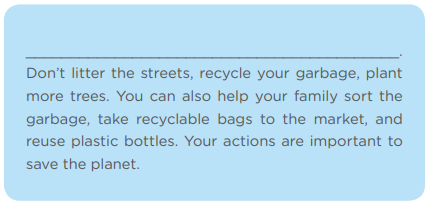 _______________________________________________.
Don't litter the streets, recycle your garbage, plant
more trees. You can also help your family sort the
garbage, take recyclable bags to the market, and
reuse plastic bottles. Your actions are important to
save the planet.